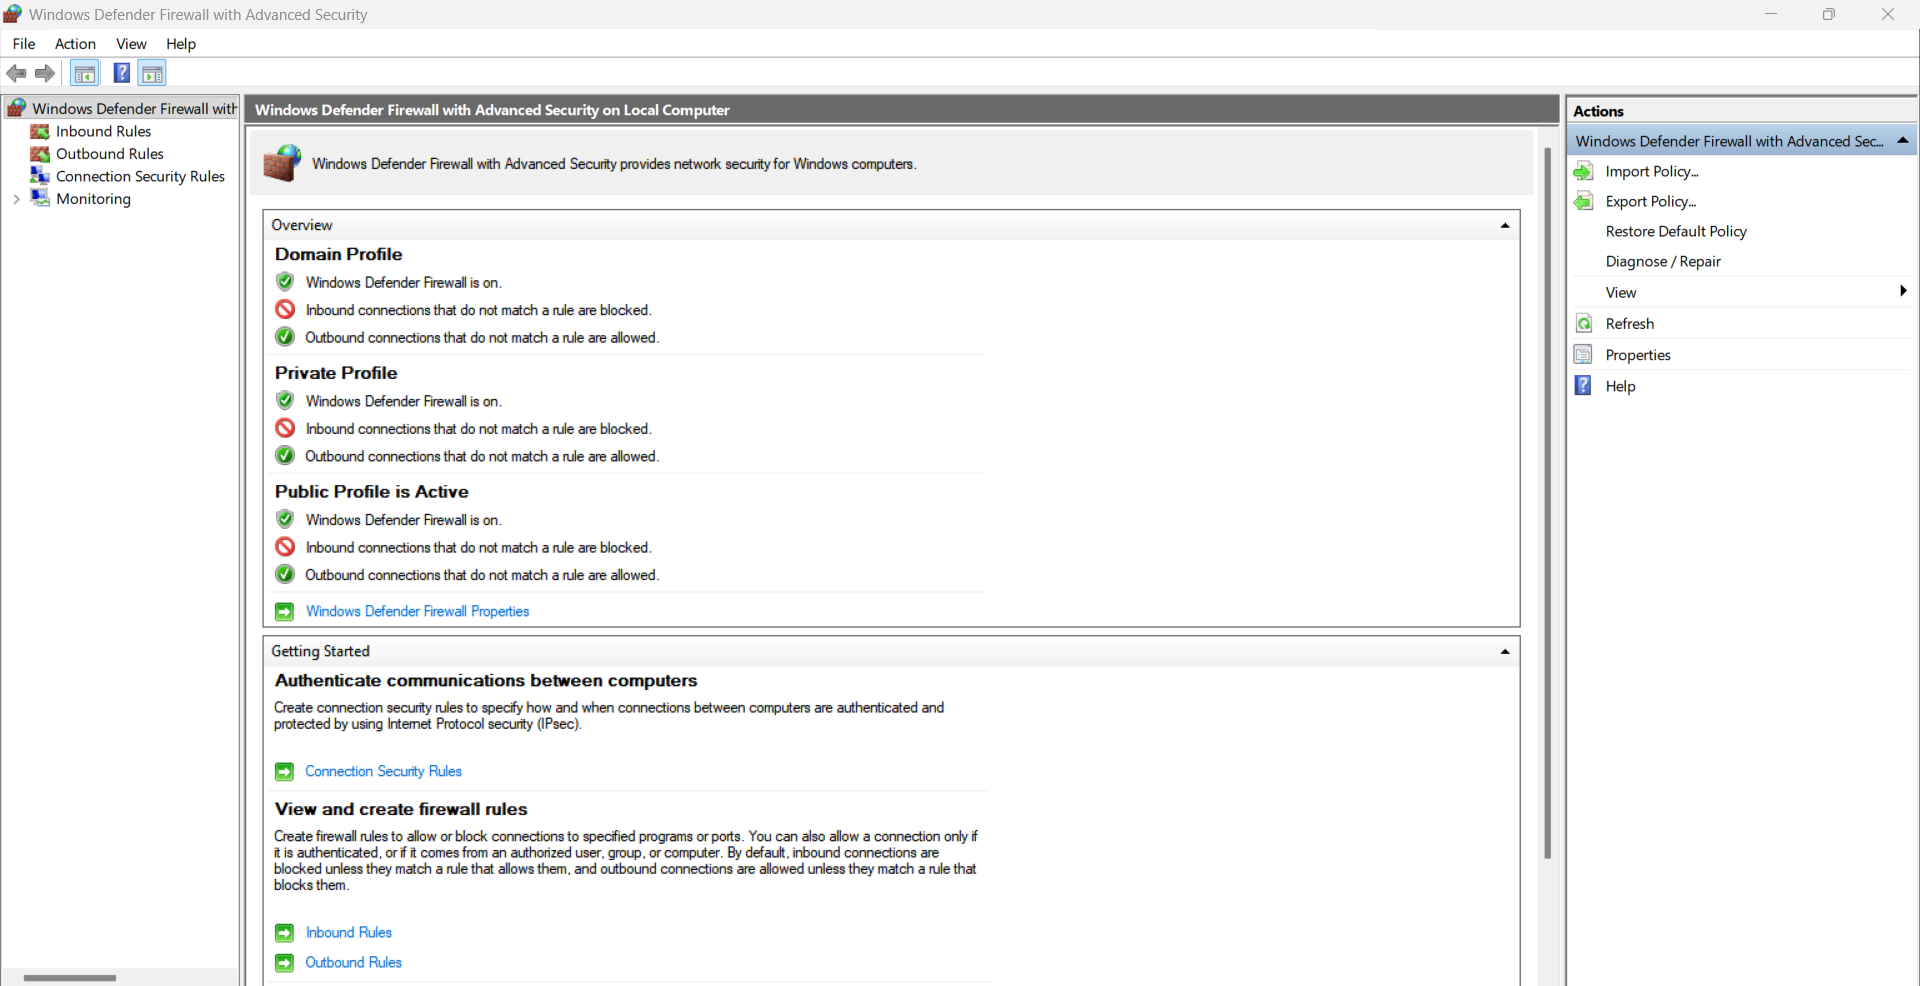 Windows Defender Firewall with Advanced Security
File Action View Help
Windows Defender Firewall with
Inbound Rules
Outbound Rules
Connection Security Rules
Monitoring
Windows Defender Firewall with Advanced Security on Local Computer
Windows Defender Firewall with Advanced Security provides network security for Windows computers.
Overview
Domain Profile
Windows Defender Firewall is on.
Inbound connections that do not match a rule are blocked.
Outbound connections that do not match a rule are allowed.
Private Profile
Windows Defender Firewall is on.
Inbound connections that do not match a rule are blocked.
Outbound connections that do not match a rule are allowed.
Public Profile is Active
Windows Defender Firewall is on.
Inbound connections that do not match a rule are blocked.
Outbound connections that do not match a rule are allowed.
Windows Defender Firewall Properties
Getting Started
Authenticate communications between computers
Create connection security rules to specify how and when connections between computers are authenticated and
protected by using Internet Protocol security (IPsec).
Connection Security Rules
View and create firewall rules
Create firewall rules to allow or block connections to specified programs or ports. You can also allow a connection only if
it is authenticated, or if it comes from an authorized user, group, or computer. By default, inbound connections are
blocked unless they match a rule that allows them, and outbound connections are allowed unless they match a rule that
blocks them.
Inbound Rules
Outbound Rules
Actions
Windows Defender Firewall with Advanced Sec...
Import Policy...
Export Policy...
Restore Default Policy
Diagnose / Repair
View
Refresh
Properties
Help